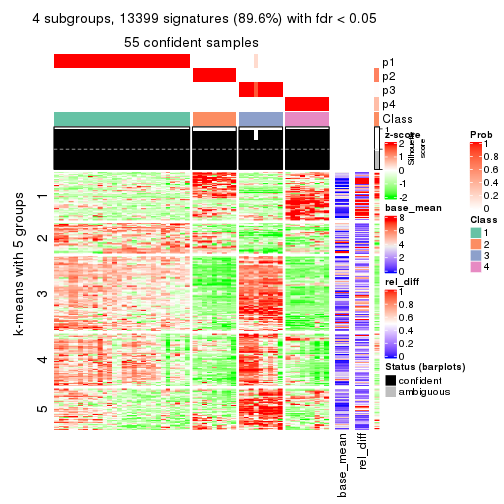 4 subgroups, 13399 signatures (89.6%) with fdr < 0.05
55 confident samples
p1
p2
p3
p4
Class
1
Silhouette
score
z-score
2
1
0
-1
-2
Prob
1
0.8
0.6
0.4
0.2
0
base_mean
8
6
4
2
0
Class
1
2
3
4
rel_diff
1
0.8
0.6
0.4
0.2
0
Status (barplots)
confident
ambiguous
k-means with 5 groups
1
2
3
4
5
base_mean
rel_diff